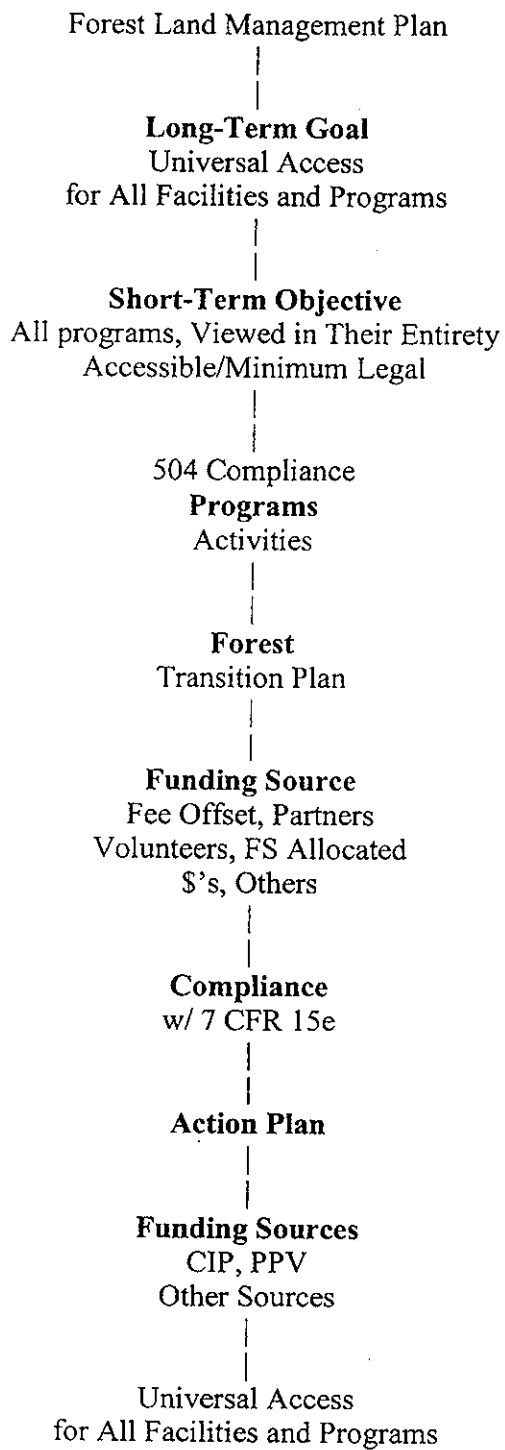 Forest Land Management Plan
Long-Term Goal
Universal Access
for All Facilities and Programs
Short-Term Objective
All programs, Viewed in Their Entirety
Accessible/Minimum Legal
504 Compliance
Programs
Activities
Forest
Transition Plan
Funding Source
Fee Offset, Partners
Volunteers, FS Allocated
$'s, Others
Compliance
w/ 7 CFR 15e
Action Plan
Funding Sources
CIP, PPV
Other Sources
Universal Access
for All Facilities and Programs